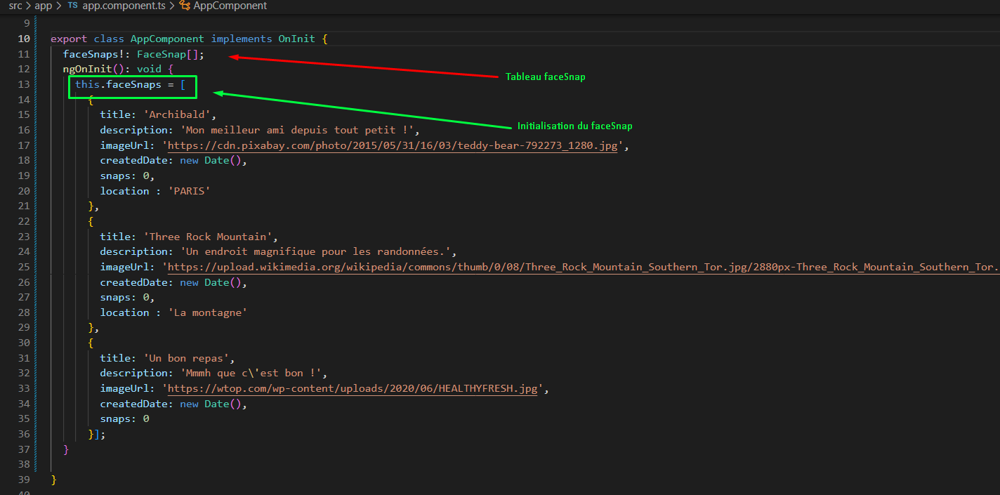 src > app > TS app.component.ts > AppComponent
9
10 export class AppComponent implements OnInit {
11 faceSnaps!: FaceSnap[];
12 ngOnInit(): void {
Tableau faceSnap
13 this.faceSnaps = [
14 {
15 title: 'Archibald',
16 description: 'Mon meilleur ami depuis tout petit !',
Initialisation du faceSnap
17 imageUrl: 'https://cdn.pixabay.com/photo/2015/05/31/16/03/teddy-bear-792273_1280.jpg',
18 createdDate: new Date(),
19 snaps: 0,
20 location : 'PARIS'
21 },
22 {
23 title: 'Three Rock Mountain',
24 description: 'Un endroit magnifique pour les randonnées.',
25 imageUrl: 'https://upload.wikimedia.org/wikipedia/commons/thumb/0/08/Three_Rock_Mountain_Southern_Tor.jpg/2880px-Three_Rock_Mountain_Southern_Tor.
26 createdDate: new Date(),
27 snaps: 0,
28 location : 'La montagne'
29 },
30 {
31 title: 'Un bon repas',
32 description: 'Mmmh que c\'est bon !',
33 imageUrl: 'https://wtop.com/wp-content/uploads/2020/06/HEALTHYFRESH.jpg',
34 createdDate: new Date(),
35 snaps: 0
36 }];
37 }
38
39 }
40